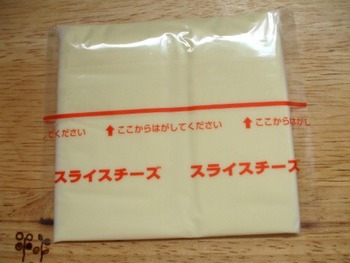 てください ↑ ここからはがしてください ↑ ここからはがし
スライスチーズ スライスチーズ